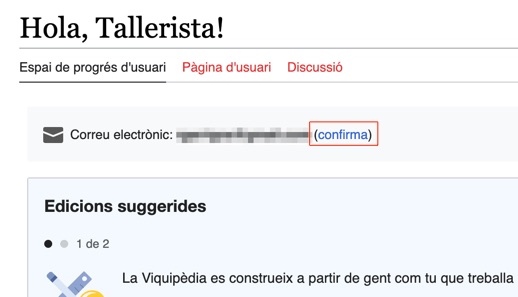 Hola, Tallerista!
Espai de progrés d'usuari Pàgina d'usuari Discussió
Correu electrònic: (confirma)
Edicions suggerides
1 de 2
La Viquipèdia es construeix a partir de gent com tu que treballa